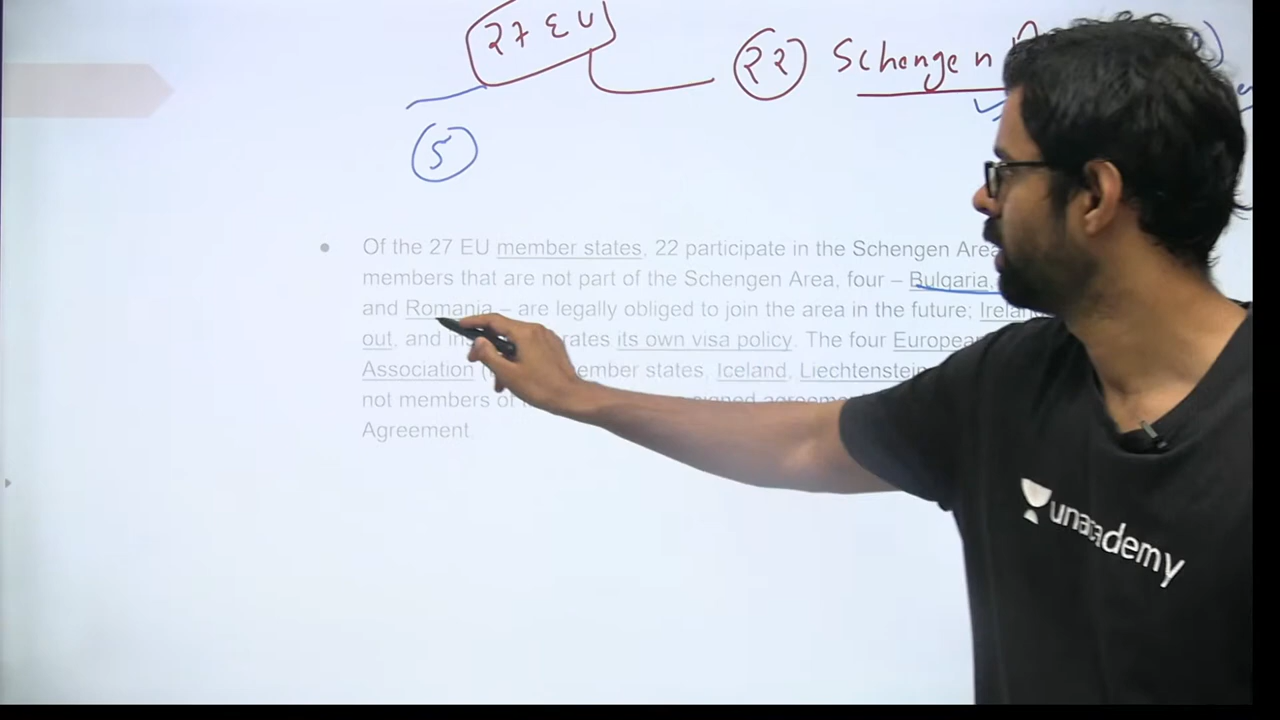 27 EU
22 Schengen
5
Of the 27 EU member states, 22 participate in the Schengen Area
members that are not part of the Schengen Area, four – Bulgaria,
and Romania – are legally obliged to join the area in the future;
out, and its own visa policy. The four European
Association member states, Iceland, Liechtenstein
not members of signed
Agreement.
unacademy